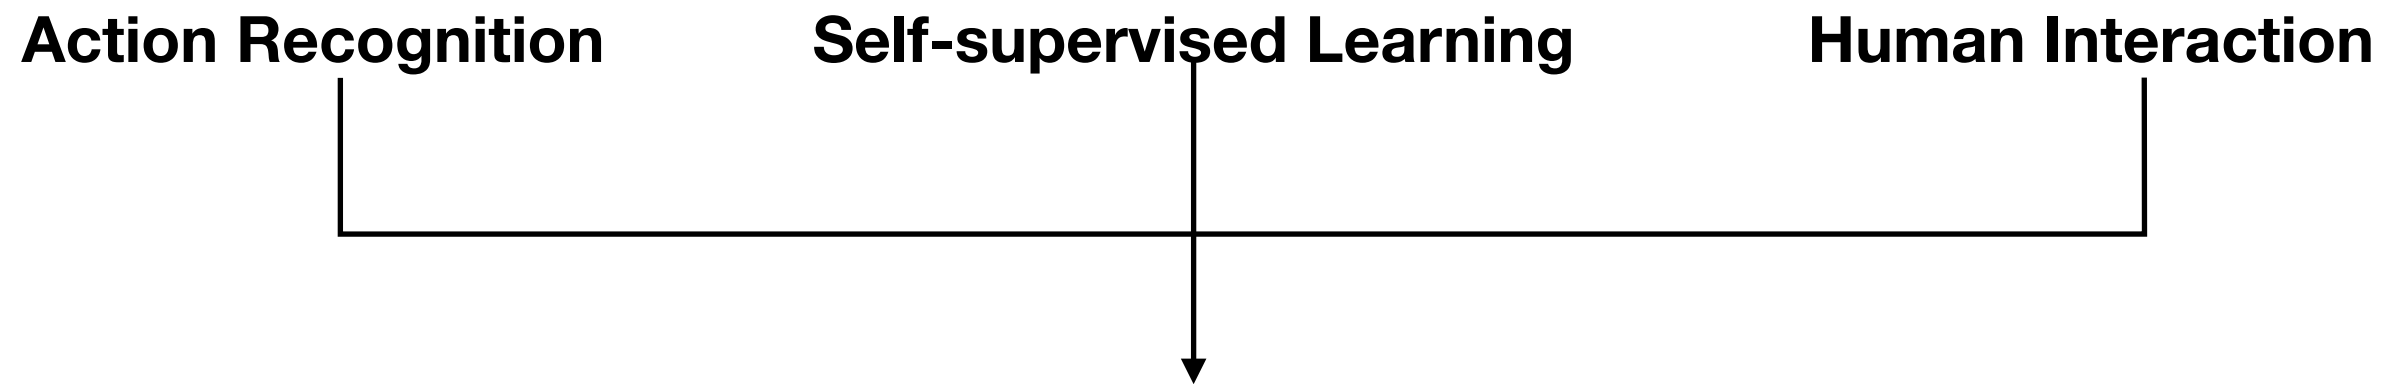 Action Recognition
Self-supervised Learning
Human Interaction